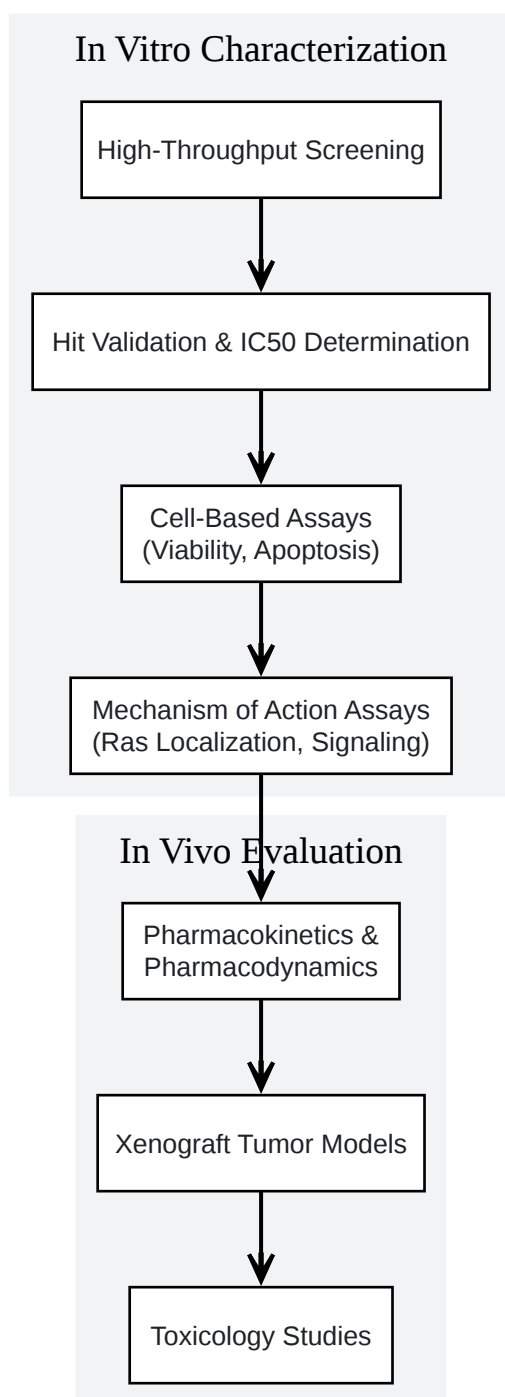 In Vitro Characterization
High-Throughput Screening
Hit Validation & IC50 Determination
Cell-Based Assays
(Viability, Apoptosis)
Mechanism of Action Assays
(Ras Localization, Signaling)
In Vivo Evaluation
Pharmacokinetics &
Pharmacodynamics
Xenograft Tumor Models
Toxicology Studies